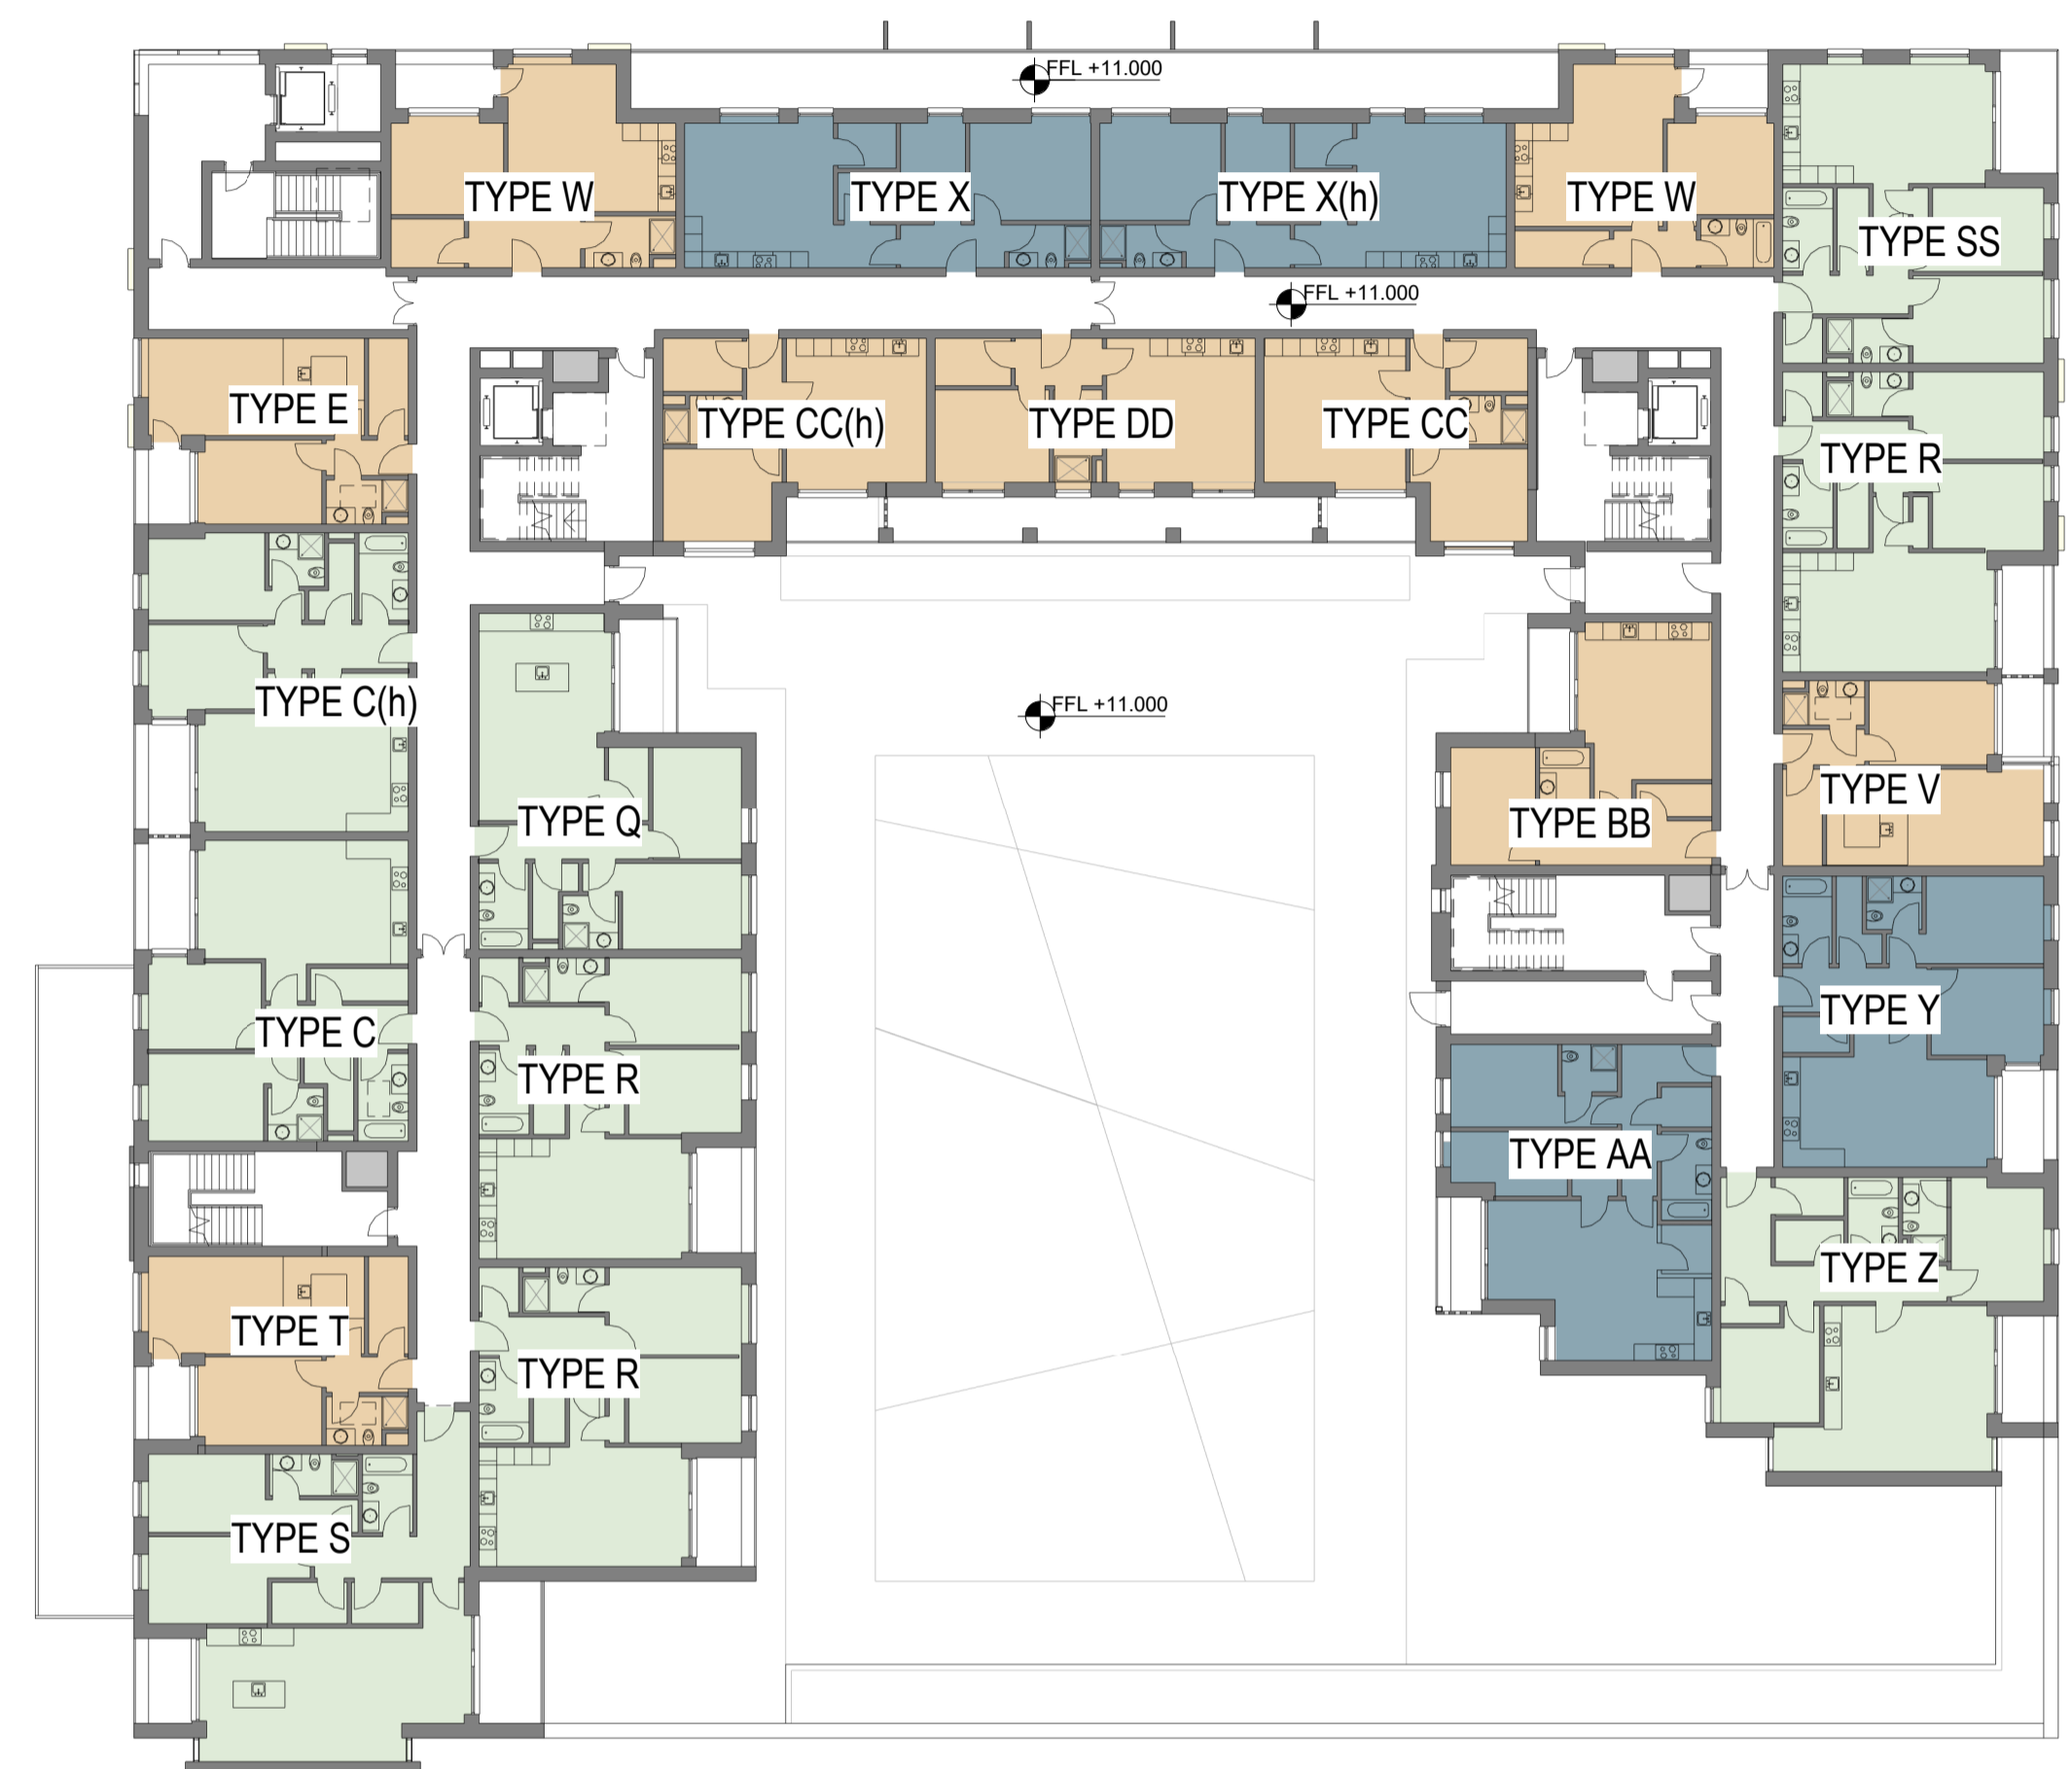 FFL +11.000
TYPE W
TYPE X
TYPE X(h)
TYPE W
TYPE SS
FFL +11.000
TYPE E
TYPE CC(h)
TYPE DD
TYPE CC
TYPE R
TYPE C(h)
FFL +11.000
TYPE Q
TYPE BB
TYPE V
TYPE C
TYPE Y
TYPE R
TYPE AA
TYPE Z
TYPE T
TYPE R
TYPE S